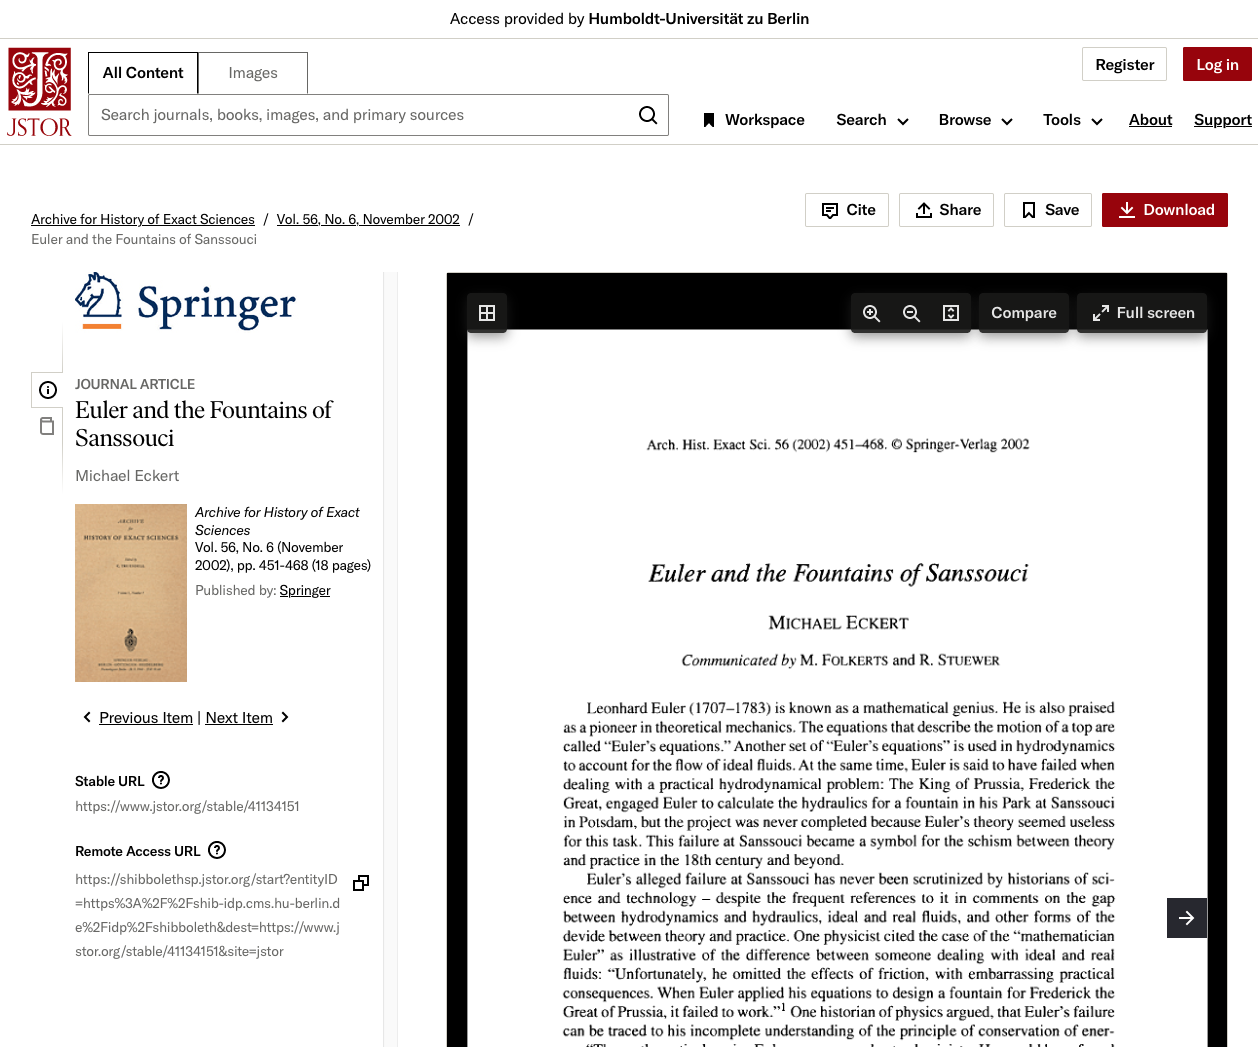 Access provided by Humboldt-Universität zu Berlin
JSTOR
All Content
Images
Search journals, books, images, and primary sources
Register
Log in
Workspace
Search
Browse
Tools
About
Support
Archive for History of Exact Sciences / Vol. 56, No. 6, November 2002 /
Euler and the Fountains of Sanssouci
Cite
Share
Save
Download
Springer
JOURNAL ARTICLE
Euler and the Fountains of
Sanssouci
Michael Eckert
ARCHIVE
for
HISTORY OF EXACT SCIENCES
Archive for History of Exact
Sciences
Vol. 56, No. 6 (November
2002), pp. 451-468 (18 pages)
Published by: Springer
Previous Item | Next Item
Stable URL
https://www.jstor.org/stable/41134151
Remote Access URL
https://shibbolethsp.jstor.org/start?entityID
=https%3A%2F%2Fshib-idp.cms.hu-berlin.d
e%2Fidp%2Fshibboleth&dest=https://www.j
stor.org/stable/41134151&site=jstor
Compare
Full screen
Arch. Hist. Exact Sci. 56 (2002) 451–468. © Springer-Verlag 2002
Euler and the Fountains of Sanssouci
MICHAEL ECKERT
Communicated by M. FOLKERTS and R. STUEWER
Leonhard Euler (1707–1783) is known as a mathematical genius. He is also praised
as a pioneer in theoretical mechanics. The equations that describe the motion of a top are
called “Euler’s equations.” Another set of “Euler’s equations” is used in hydrodynamics
to account for the flow of ideal fluids. At the same time, Euler is said to have failed when
dealing with a practical hydrodynamical problem: The King of Prussia, Frederick the
Great, engaged Euler to calculate the hydraulics for a fountain in his Park at Sanssouci
in Potsdam, but the project was never completed because Euler’s theory seemed useless
for this task. This failure at Sanssouci became a symbol for the schism between theory
and practice in the 18th century and beyond.
Euler’s alleged failure at Sanssouci has never been scrutinized by historians of sci-
ence and technology – despite the frequent references to it in comments on the gap
between hydrodynamics and hydraulics, ideal and real fluids, and other forms of the
devide between theory and practice. One physicist cited the case of the “mathematician
Euler” as illustrative of the difference between someone dealing with ideal and real
fluids: “Unfortunately, he omitted the effects of friction, with embarrassing practical
consequences. When Euler applied his equations to design a fountain for Frederick the
Great of Prussia, it failed to work.”1 One historian of physics argued, that Euler’s failure
can be traced to his incomplete understanding of the principle of conservation of ener-